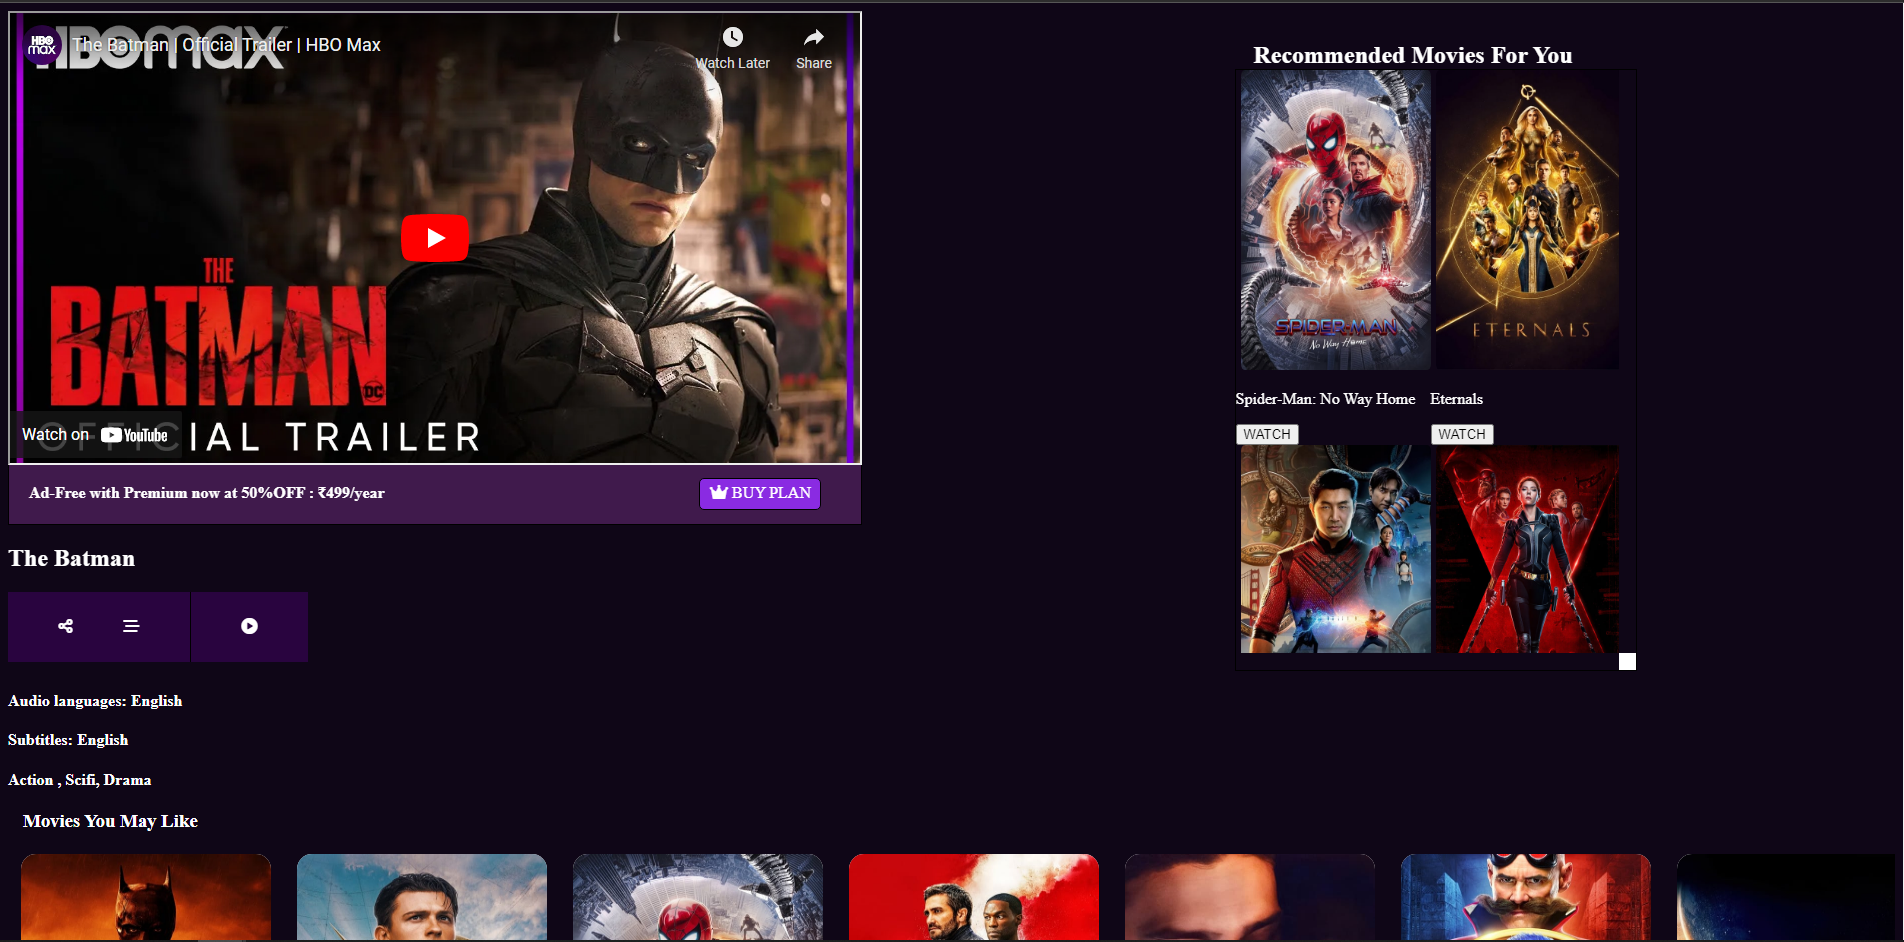 HBO max
HBOmax
The Batman | Official Trailer | HBO Max
Watch Later
Share
THE
BATMAN
DC
OFFICIAL TRAILER
Watch on YouTube
Ad-Free with Premium now at 50%OFF : ₹499/year
BUY PLAN
The Batman
Audio languages: English
Subtitles: English
Action , Scifi, Drama
Recommended Movies For You
SPIDER-MAN
No Way Home
ETERNALS
Spider-Man: No Way Home
Eternals
WATCH
WATCH
Movies You May Like